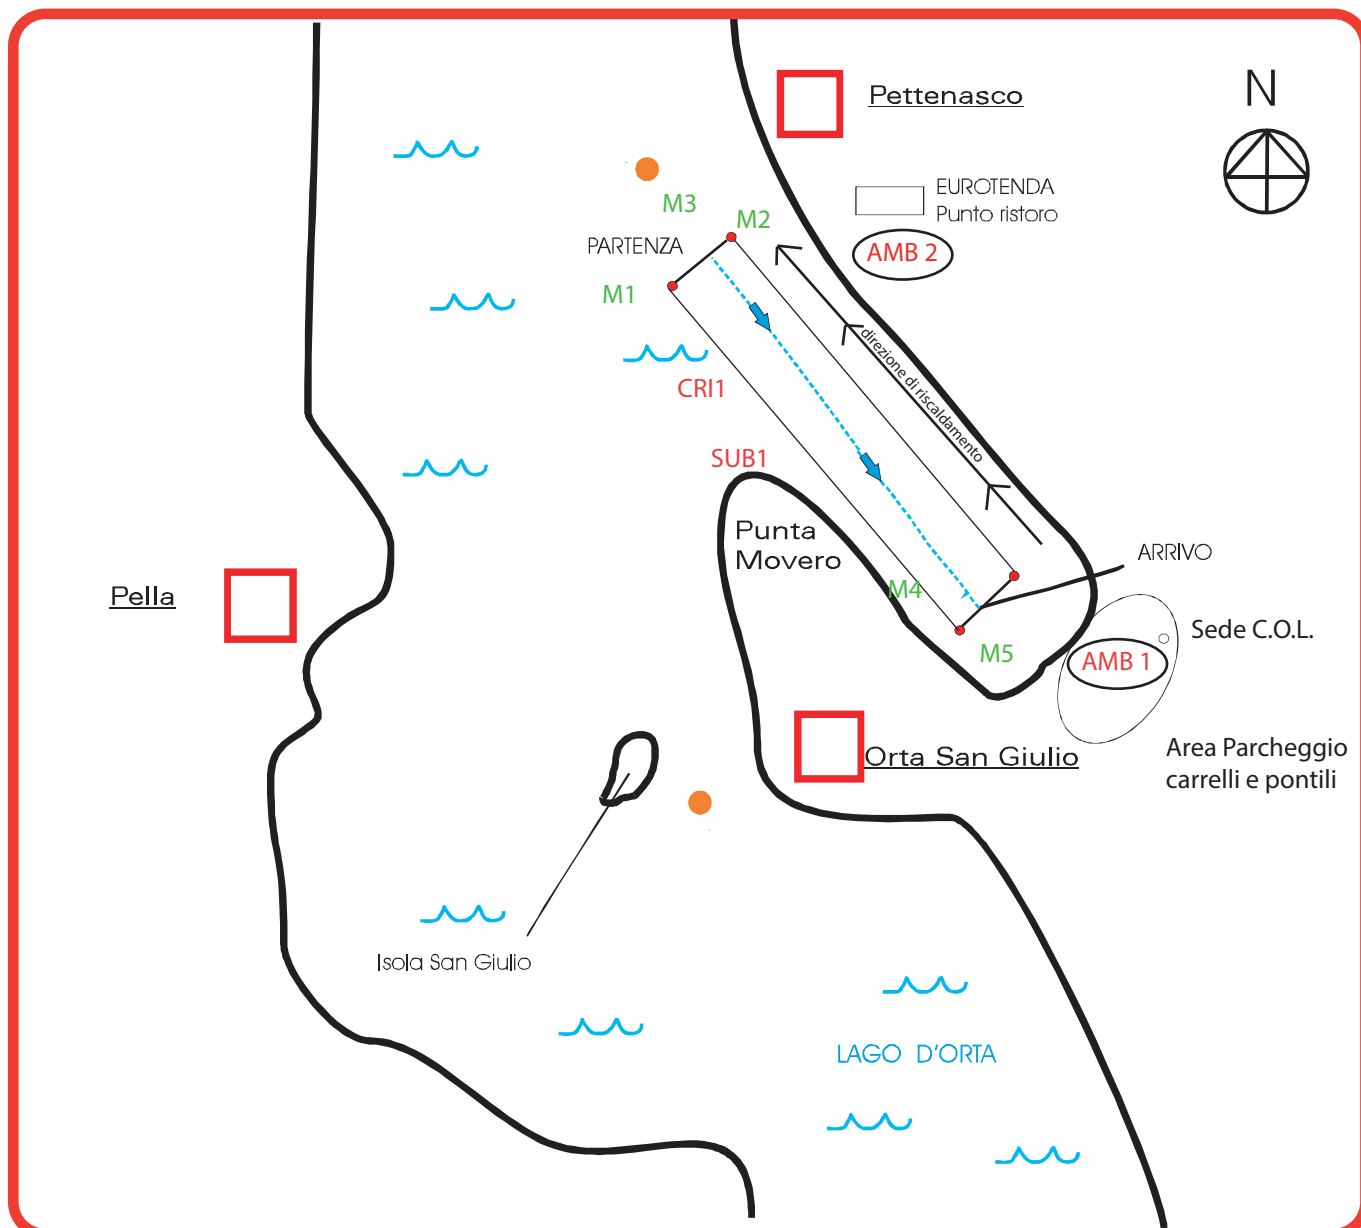 N
Pettenasco
EUROTENDA
Punto ristoro
M3
M2
PARTENZA
AMB 2
M1
direzione di riscaldamento
CRI1
SUB1
Punta
Movero
ARRIVO
M4
Pella
Sede C.O.L.
M5
AMB 1
Orta San Giulio
Area Parcheggio
carrelli e pontili
Isola San Giulio
LAGO D'ORTA